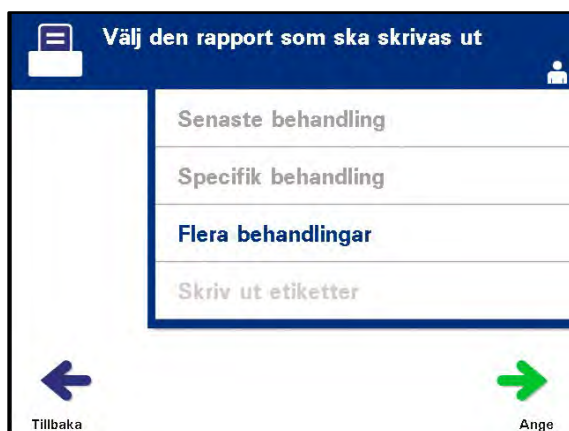 Välj den rapport som ska skrivas ut
Senaste behandling
Specifik behandling
Flera behandlingar
Skriv ut etiketter
Tillbaka
Ange